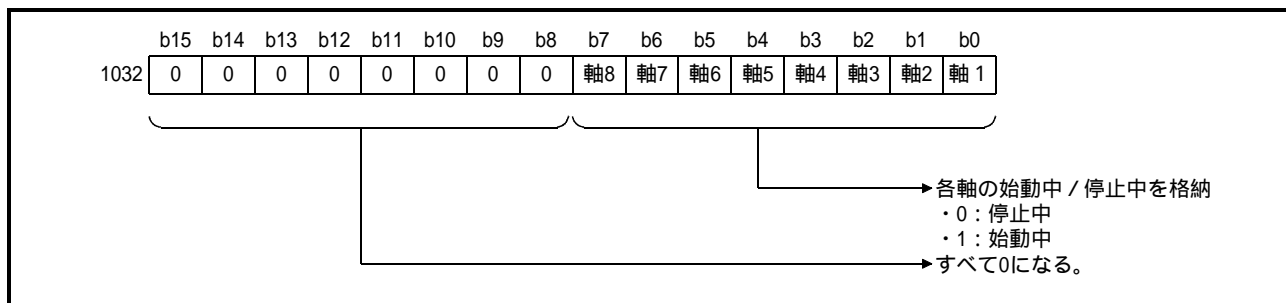 b15 b14 b13 b12 b11 b10 b9 b8 b7 b6 b5 b4 b3 b2 b1 b0
1032 0 0 0 0 0 0 0 0 軸8 軸7 軸6 軸5 軸4 軸3 軸2 軸1
各軸の始動中/停止中を格納
・0：停止中
・1：始動中
すべて0になる。